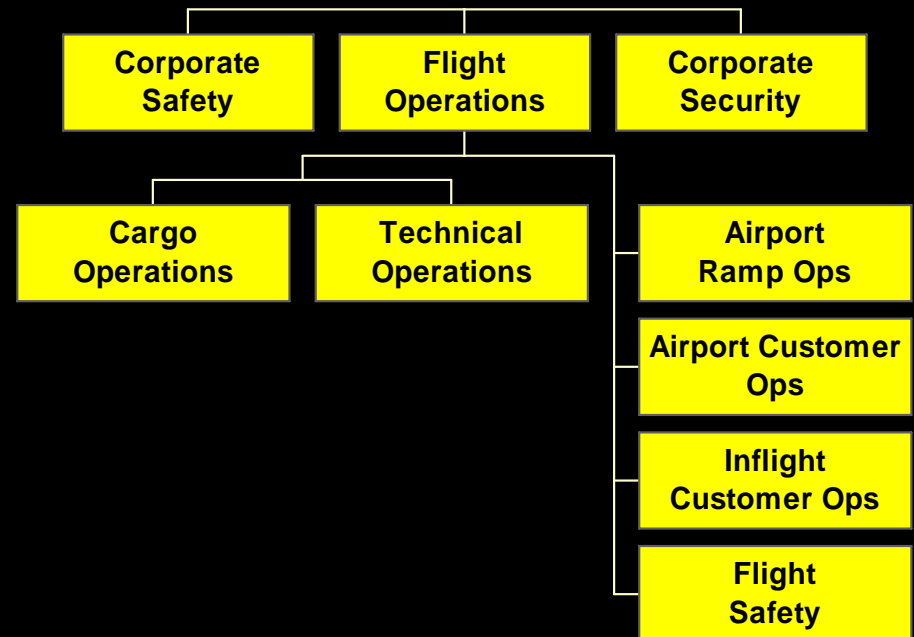 Corporate
Safety
Flight
Operations
Corporate
Security
Cargo
Operations
Technical
Operations
Airport
Ramp Ops
Airport Customer
Ops
Inflight
Customer Ops
Flight
Safety